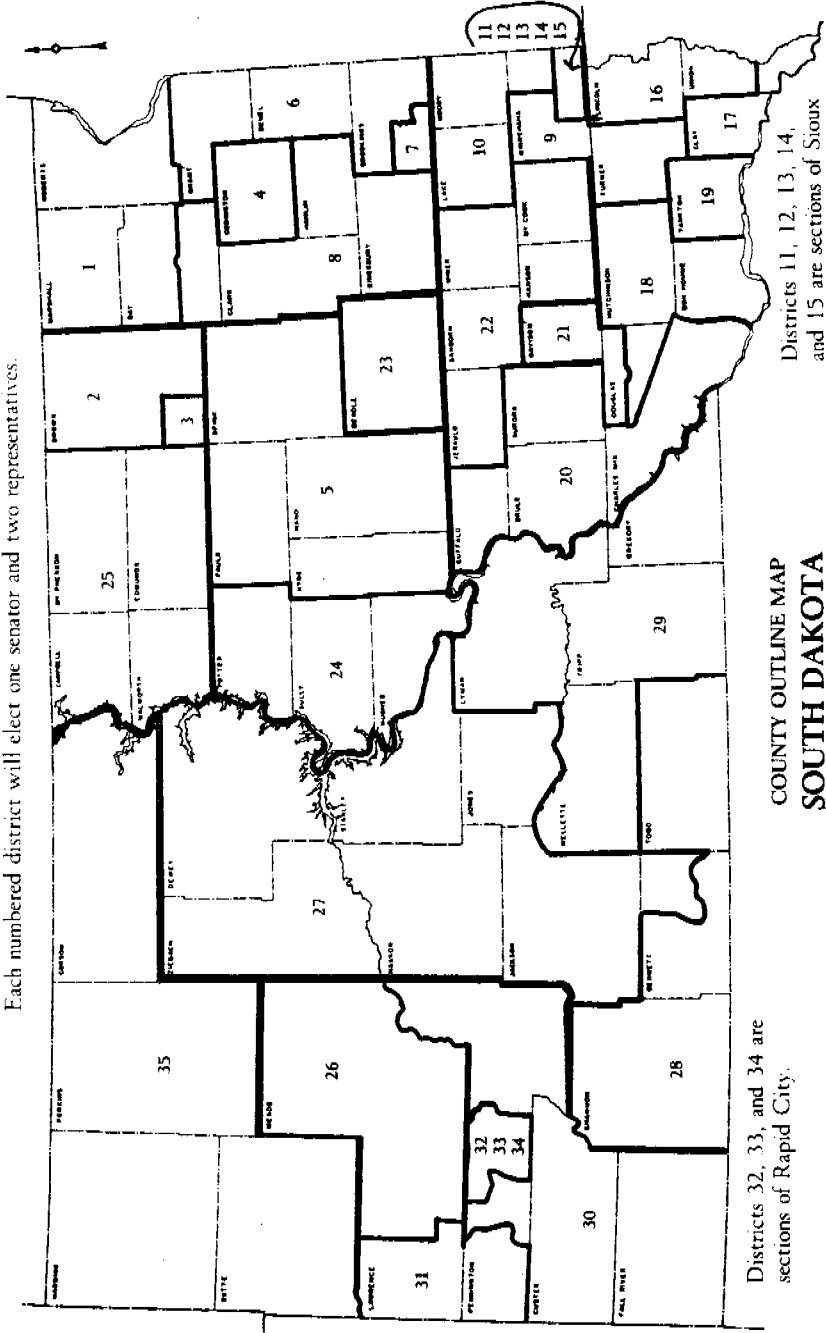 Each numbered district will elect one senator and two representatives.
HARDING
PERKINS
CORSON
CAMPBELL
MC PHERSON
BROWN
MARSHALL
ROBERTS
35
25
2
1
EDMUNDS
DAY
WALWORTH
3
BUTTE
ZIEBACH
DEWEY
POTTER
FAULK
SPINK
GRANT
CODINGTON
4
DEUEL
6
MEADE
26
27
SULLY
24
HYDE
HAND
5
CLARK
8
HAMLIN
23
BEADLE
KINGSBURY
BROOKINGS
7
LAWRENCE
31
HAAKON
STANLEY
HUGHES
BUFFALO
JERAULD
SANBORN
22
MINER
LAKE
10
MOODY
11
12
13
14
15
PENNINGTON
32
33
34
JACKSON
JONES
LYMAN
BRULE
20
AURORA
DAVISON
21
HANSON
MC COOK
9
MINNEHAHA
CUSTER
30
SHANNON
28
MELLETTE
TRIPP
29
GREGORY
CHARLES MIX
DOUGLAS
HUTCHINSON
18
TURNER
LINCOLN
16
FALL RIVER
BENNETT
TODD
BON HOMME
YANKTON
19
CLAY
17
UNION
Districts 32, 33, and 34 are
sections of Rapid City.
COUNTY OUTLINE MAP
SOUTH DAKOTA
Districts 11, 12, 13, 14,
and 15 are sections of Sioux